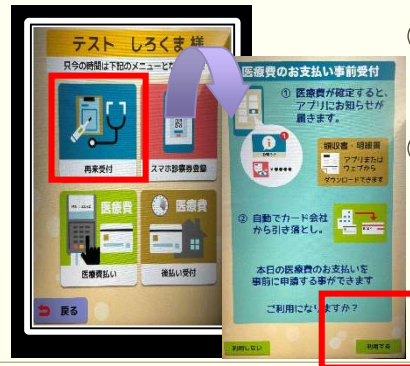 テスト しろくま 様
只今の時間は下記のメニューとな
再来受付
スマホ診察券登録
医療費
医療費払い
医療費
後払い受付
戻る
医療費のお支払い事前受付
① 医療費が確定すると、
アプリにお知らせが
届きます。
領収書・明細書
アプリまたは
ウェブから
ダウンロードできます
② 自動でカード会社
から引き落とし。
本日の医療費のお支払いを
事前に申請する事ができます
ご利用になりますか？
利用しない
利用する